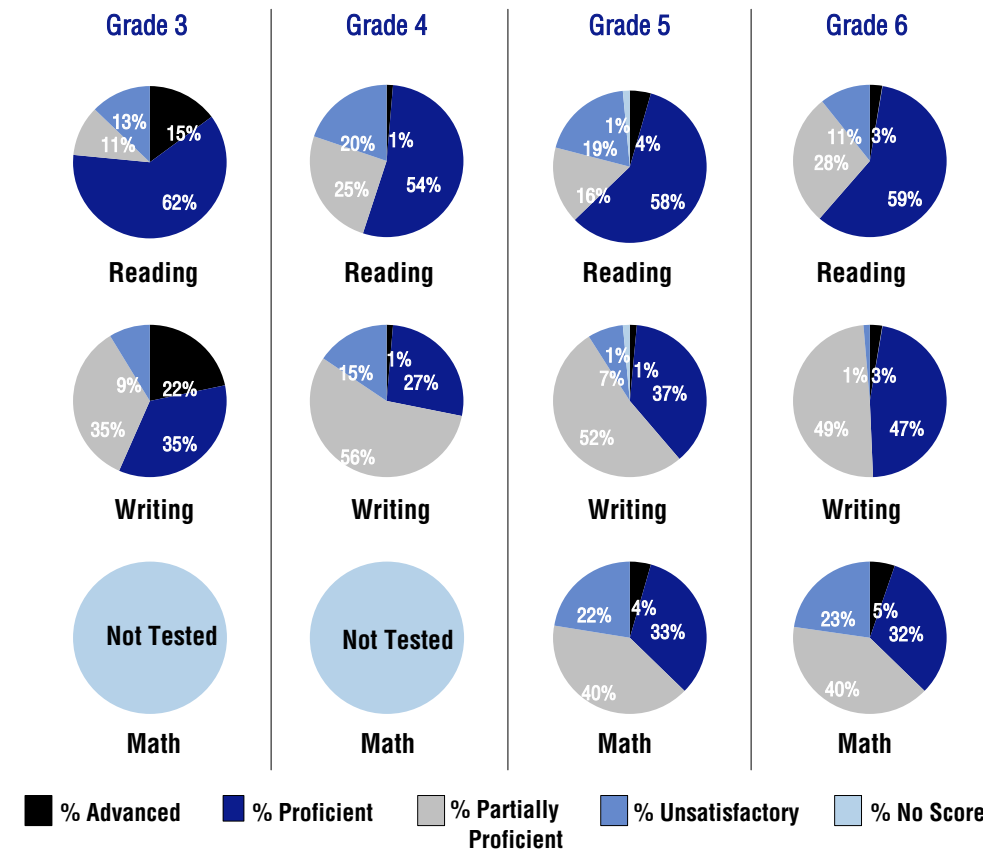 Grade 3
Grade 4
Grade 5
Grade 6
13%
15%
11%
62%
Reading
20%
1%
25%
54%
Reading
1%
4%
19%
16%
58%
Reading
11%
3%
28%
59%
Reading
9%
22%
35%
35%
Writing
1%
15%
27%
56%
Writing
1%
1%
7%
37%
52%
Writing
1%
3%
49%
47%
Writing
Not Tested
Math
Not Tested
Math
4%
22%
33%
40%
Math
5%
23%
32%
40%
Math
% Advanced
% Proficient
% Partially
Proficient
% Unsatisfactory
% No Score